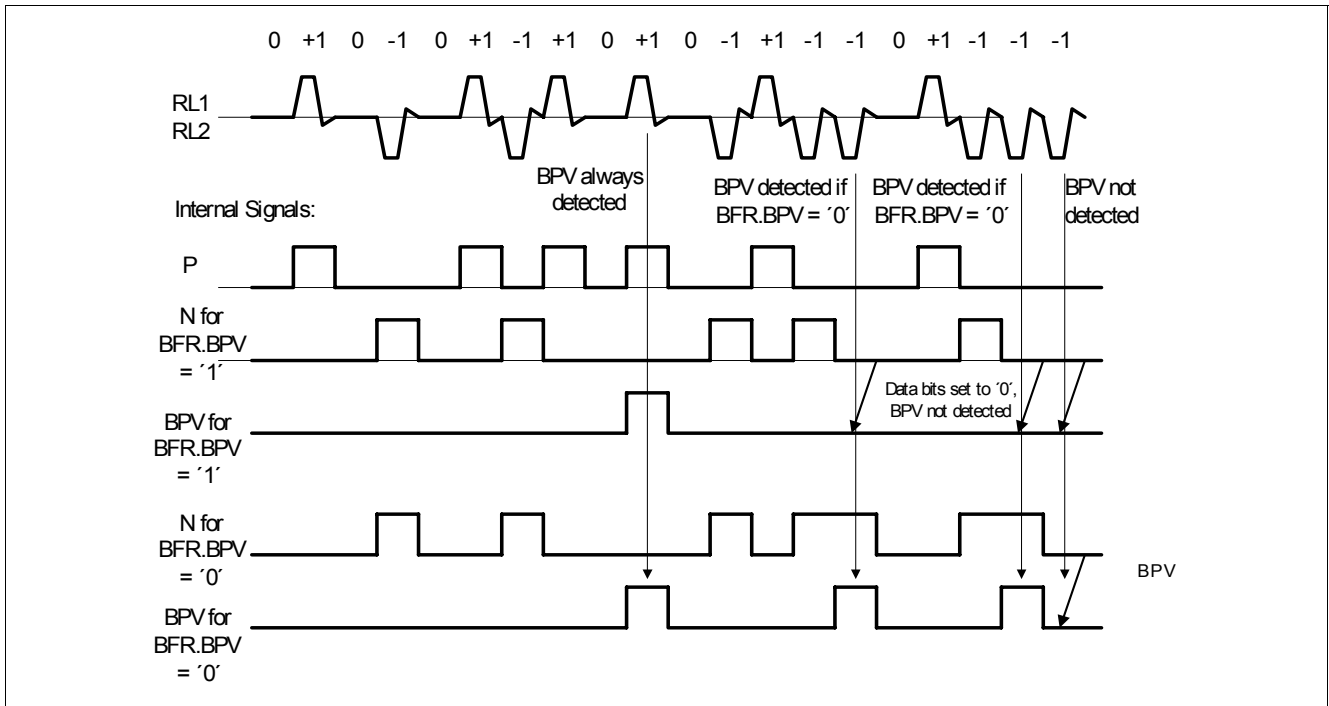 0 +1 0 -1 0 +1 -1 +1 0 +1 0 -1 +1 -1 -1 0 +1 -1 -1 -1
RL1
RL2
BPV always
detected
BPV detected if
BFR.BPV = ´0´
BPV detected if
BFR.BPV = ´0´
BPV not
detected
Internal Signals:
P
N for
BFR.BPV
= ´1´
Data bits set to ´0´,
BPV not detected
BPV for
BFR.BPV
= ´1´
N for
BFR.BPV
= ´0´
BPV
BPV for
BFR.BPV
= ´0´